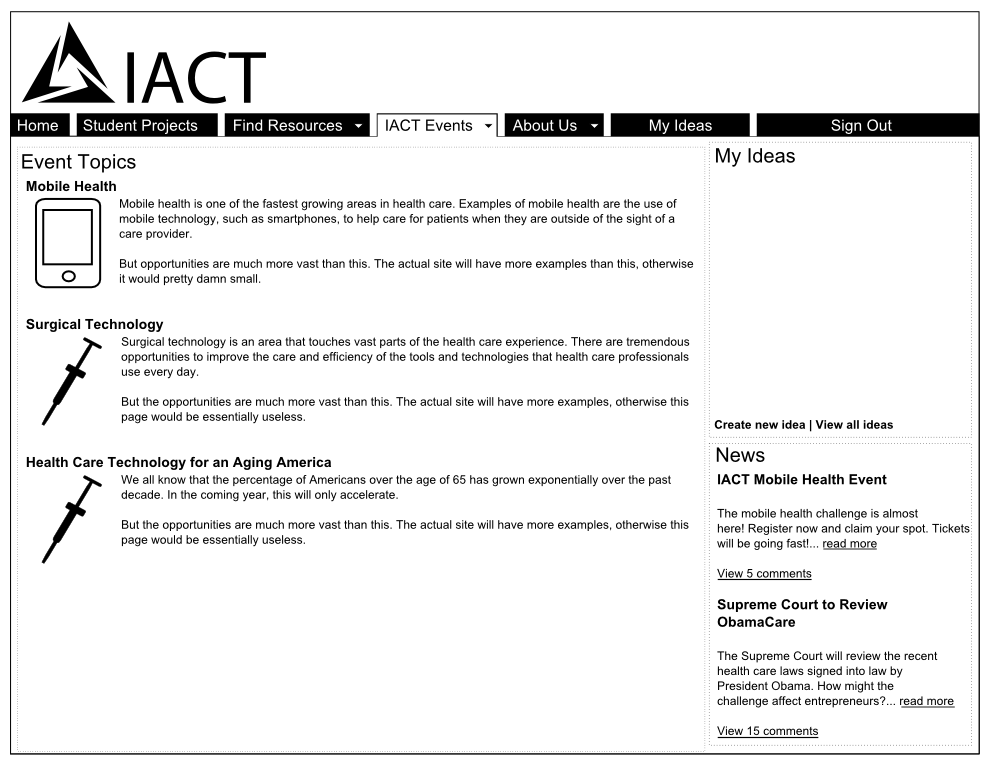 IACT
Home
Student Projects
Find Resources
IACT Events
About Us
My Ideas
Sign Out
Event Topics
Mobile Health
Mobile health is one of the fastest growing areas in health care. Examples of mobile health are the use of
mobile technology, such as smartphones, to help care for patients when they are outside of the sight of a
care provider.
But opportunities are much more vast than this. The actual site will have more examples than this, otherwise
it would pretty damn small.
Surgical Technology
Surgical technology is an area that touches vast parts of the health care experience. There are tremendous
opportunities to improve the care and efficiency of the tools and technologies that health care professionals
use every day.
But the opportunities are much more vast than this. The actual site will have more examples, otherwise this
page would be essentially useless.
Health Care Technology for an Aging America
We all know that the percentage of Americans over the age of 65 has grown exponentially over the past
decade. In the coming year, this will only accelerate.
But the opportunities are much more vast than this. The actual site will have more examples, otherwise this
page would be essentially useless.
My Ideas
Create new idea | View all ideas
News
IACT Mobile Health Event
The mobile health challenge is almost
here! Register now and claim your spot. Tickets
will be going fast!... read more
View 5 comments
Supreme Court to Review
ObamaCare
The Supreme Court will review the recent
health care laws signed into law by
President Obama. How might the
challenge affect entrepreneurs?... read more
View 15 comments